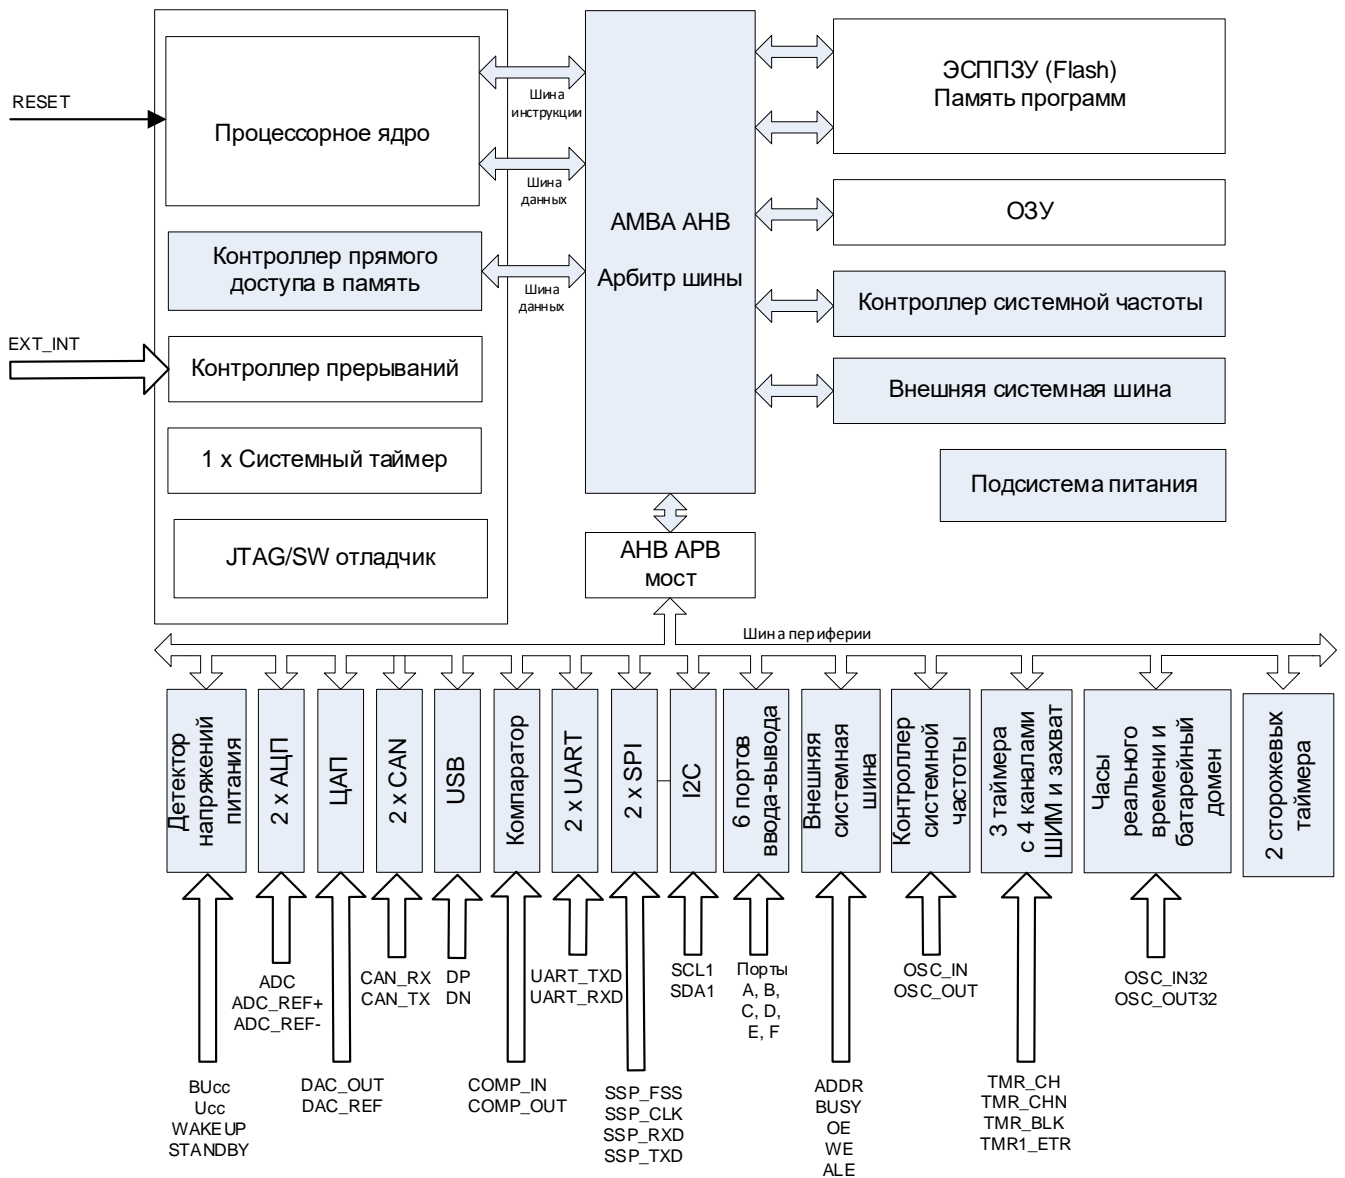 RESET
Процессорное ядро
Шина
инструкции
Шина
данных
Контроллер прямого
доступа в память
Шина
данных
EXT_INT
Контроллер прерываний
1 x Системный таймер
JTAG/SW отладчик
АМВА АНВ
Арбитр шины
ЭСППЗУ (Flash)
Память программ
ОЗУ
Контроллер системной частоты
Внешняя системная шина
Подсистема питания
АНВ АРВ
мост
Шина периферии
Детектор
напряжений
питания
2 x АЦП
ЦАП
2 x CAN
USB
Компаратор
2 x UART
2 x SPI
I2C
6 портов
ввода-вывода
Внешняя
системная
шина
Контроллер
системной
частоты
3 таймера
с 4 каналами
ШИМ и захват
Часы
реального
времени и
батарейный
домен
2 сторожевых
таймера
BUcc
Ucc
WAKEUP
STANDBY
ADC
ADC_REF+
ADC_REF-
DAC_OUT
DAC_REF
CAN_RX
CAN_TX
DP
DN
COMP_IN
COMP_OUT
UART_TXD
UART_RXD
SSP_FSS
SSP_CLK
SSP_RXD
SSP_TXD
SCL1
SDA1
Порты
A, B,
C, D,
E, F
ADDR
BUSY
OE
WE
ALE
OSC_IN
OSC_OUT
TMR_CH
TMR_CHN
TMR_BLK
TMR1_ETR
OSC_IN32
OSC_OUT32